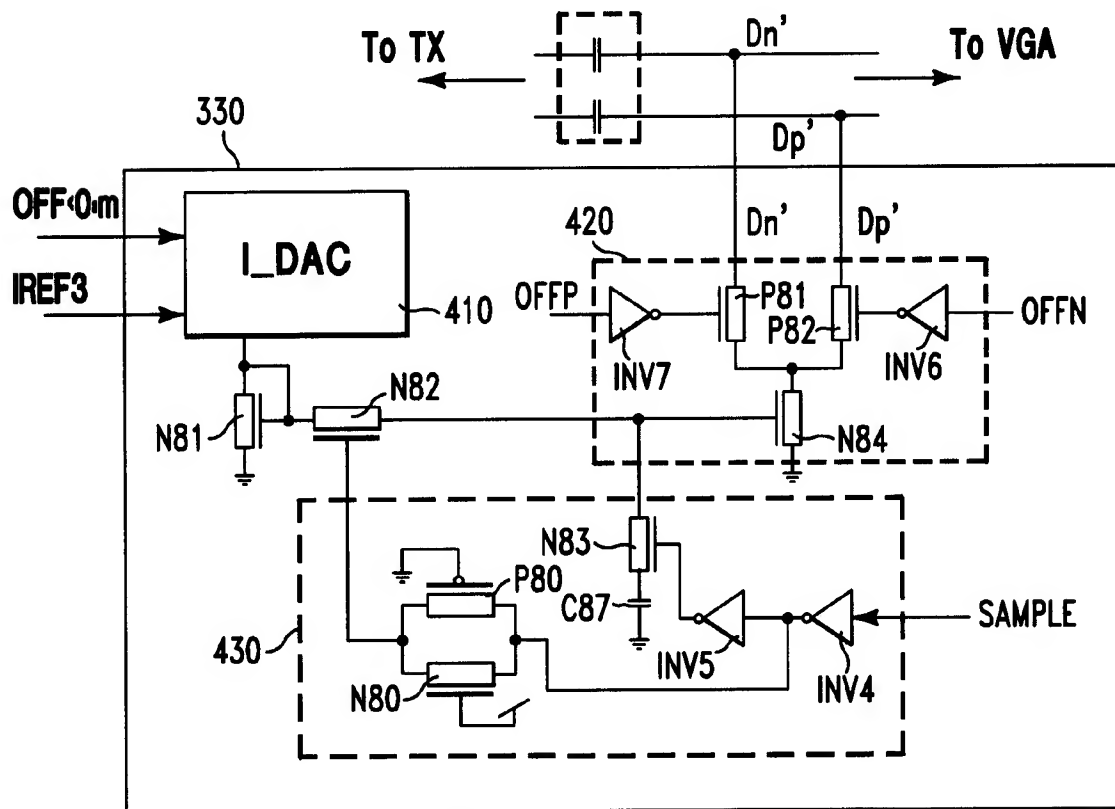 To TX
Dn'
To VGA
Dp'
330
OFF<0:m
I_DAC
IREF3
410
420
Dn'
Dp'
OFFP
P81
P82
OFFN
INV7
INV6
N81
N82
N84
N83
C87
P80
430
N80
INV5
INV4
SAMPLE